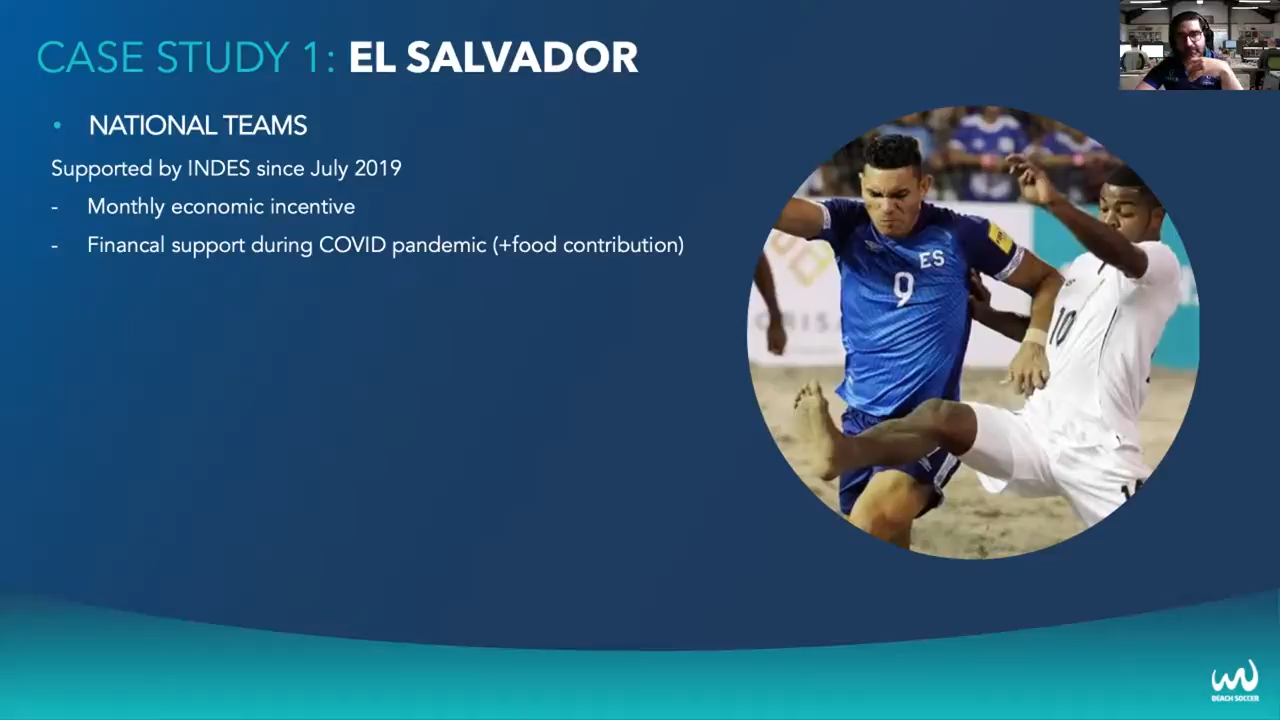 CASE STUDY 1: EL SALVADOR
• NATIONAL TEAMS
Supported by INDES since July 2019
- Monthly economic incentive
- Financal support during COVID pandemic (+food contribution)
ES
9
10
BEACH SOCCER